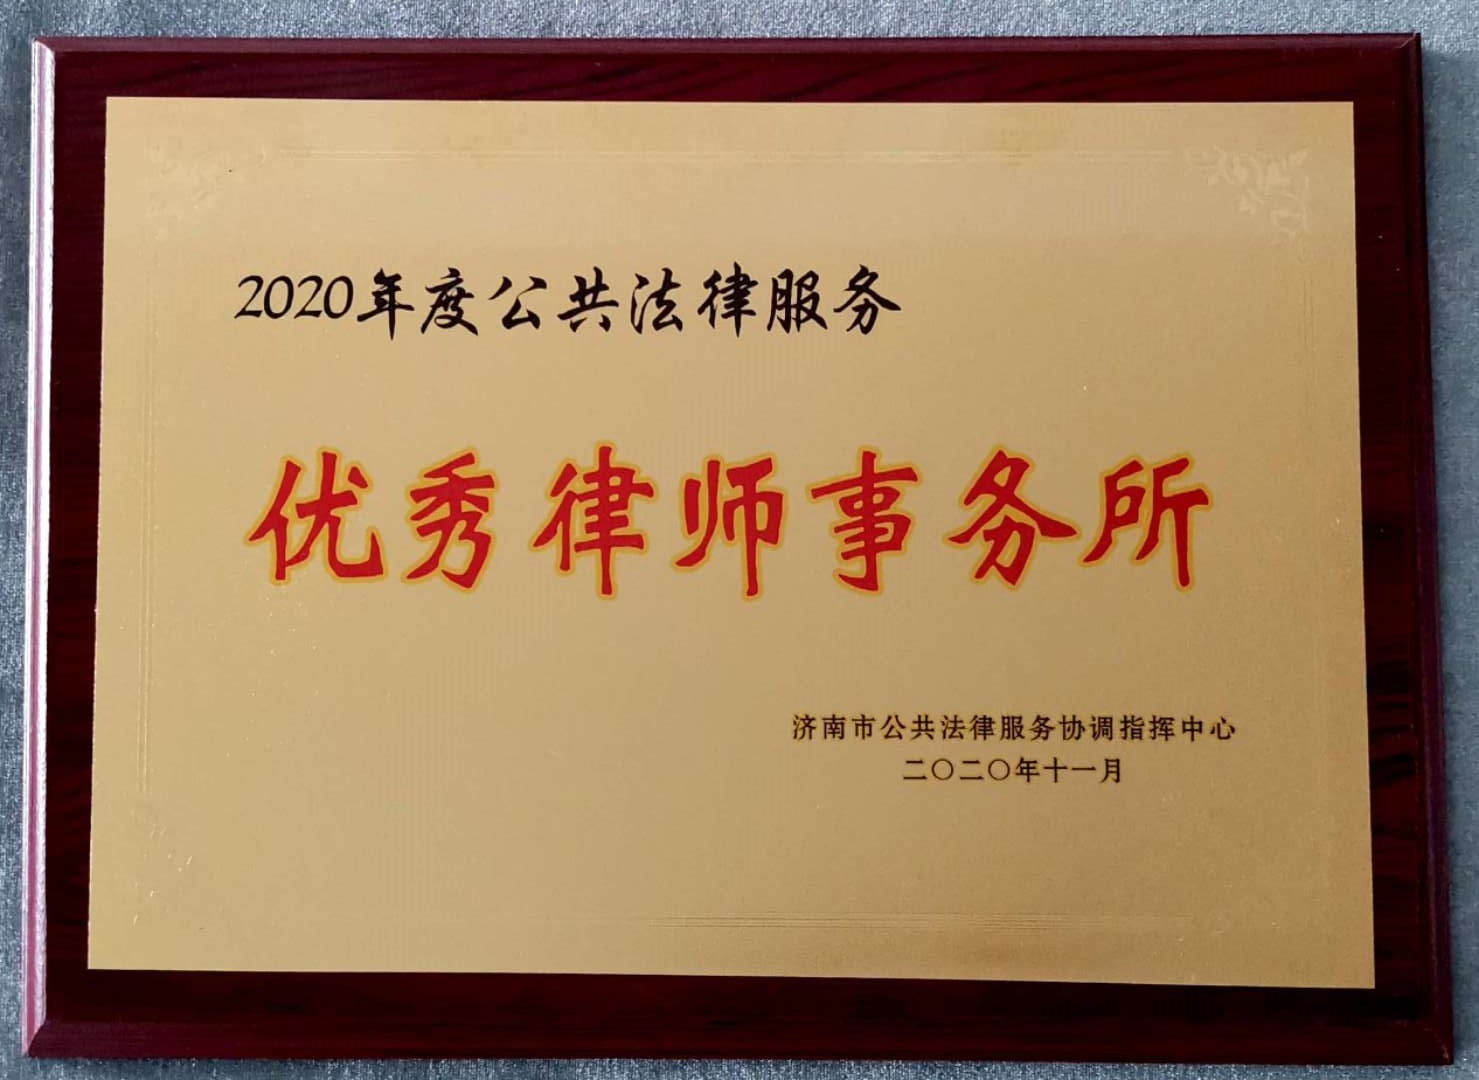 2020年度公共法律服务
优秀律师事务所
济南市公共法律服务协调指挥中心
二〇二〇年十一月